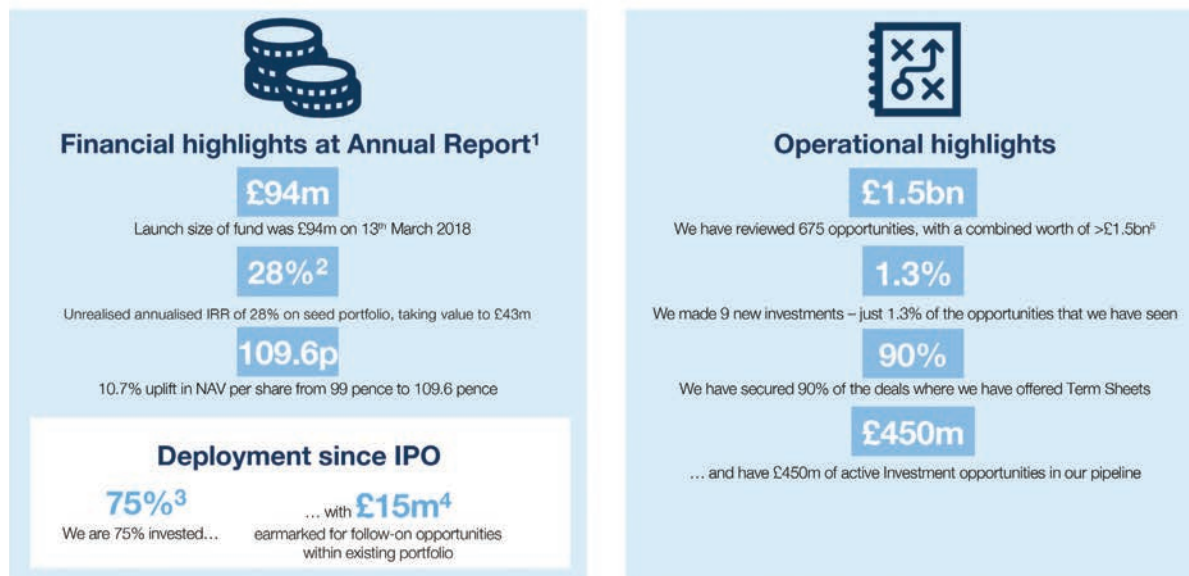 Financial highlights at Annual Report¹
£94m
Launch size of fund was £94m on 13ᵗʰ March 2018
28%²
Unrealised annualised IRR of 28% on seed portfolio, taking value to £43m
109.6p
10.7% uplift in NAV per share from 99 pence to 109.6 pence
Deployment since IPO
75%³
We are 75% invested…
… with £15m⁴
earmarked for follow-on opportunities
within existing portfolio
Operational highlights
£1.5bn
We have reviewed 675 opportunities, with a combined worth of >£1.5bn⁵
1.3%
We made 9 new investments – just 1.3% of the opportunities that we have seen
90%
We have secured 90% of the deals where we have offered Term Sheets
£450m
… and have £450m of active Investment opportunities in our pipeline